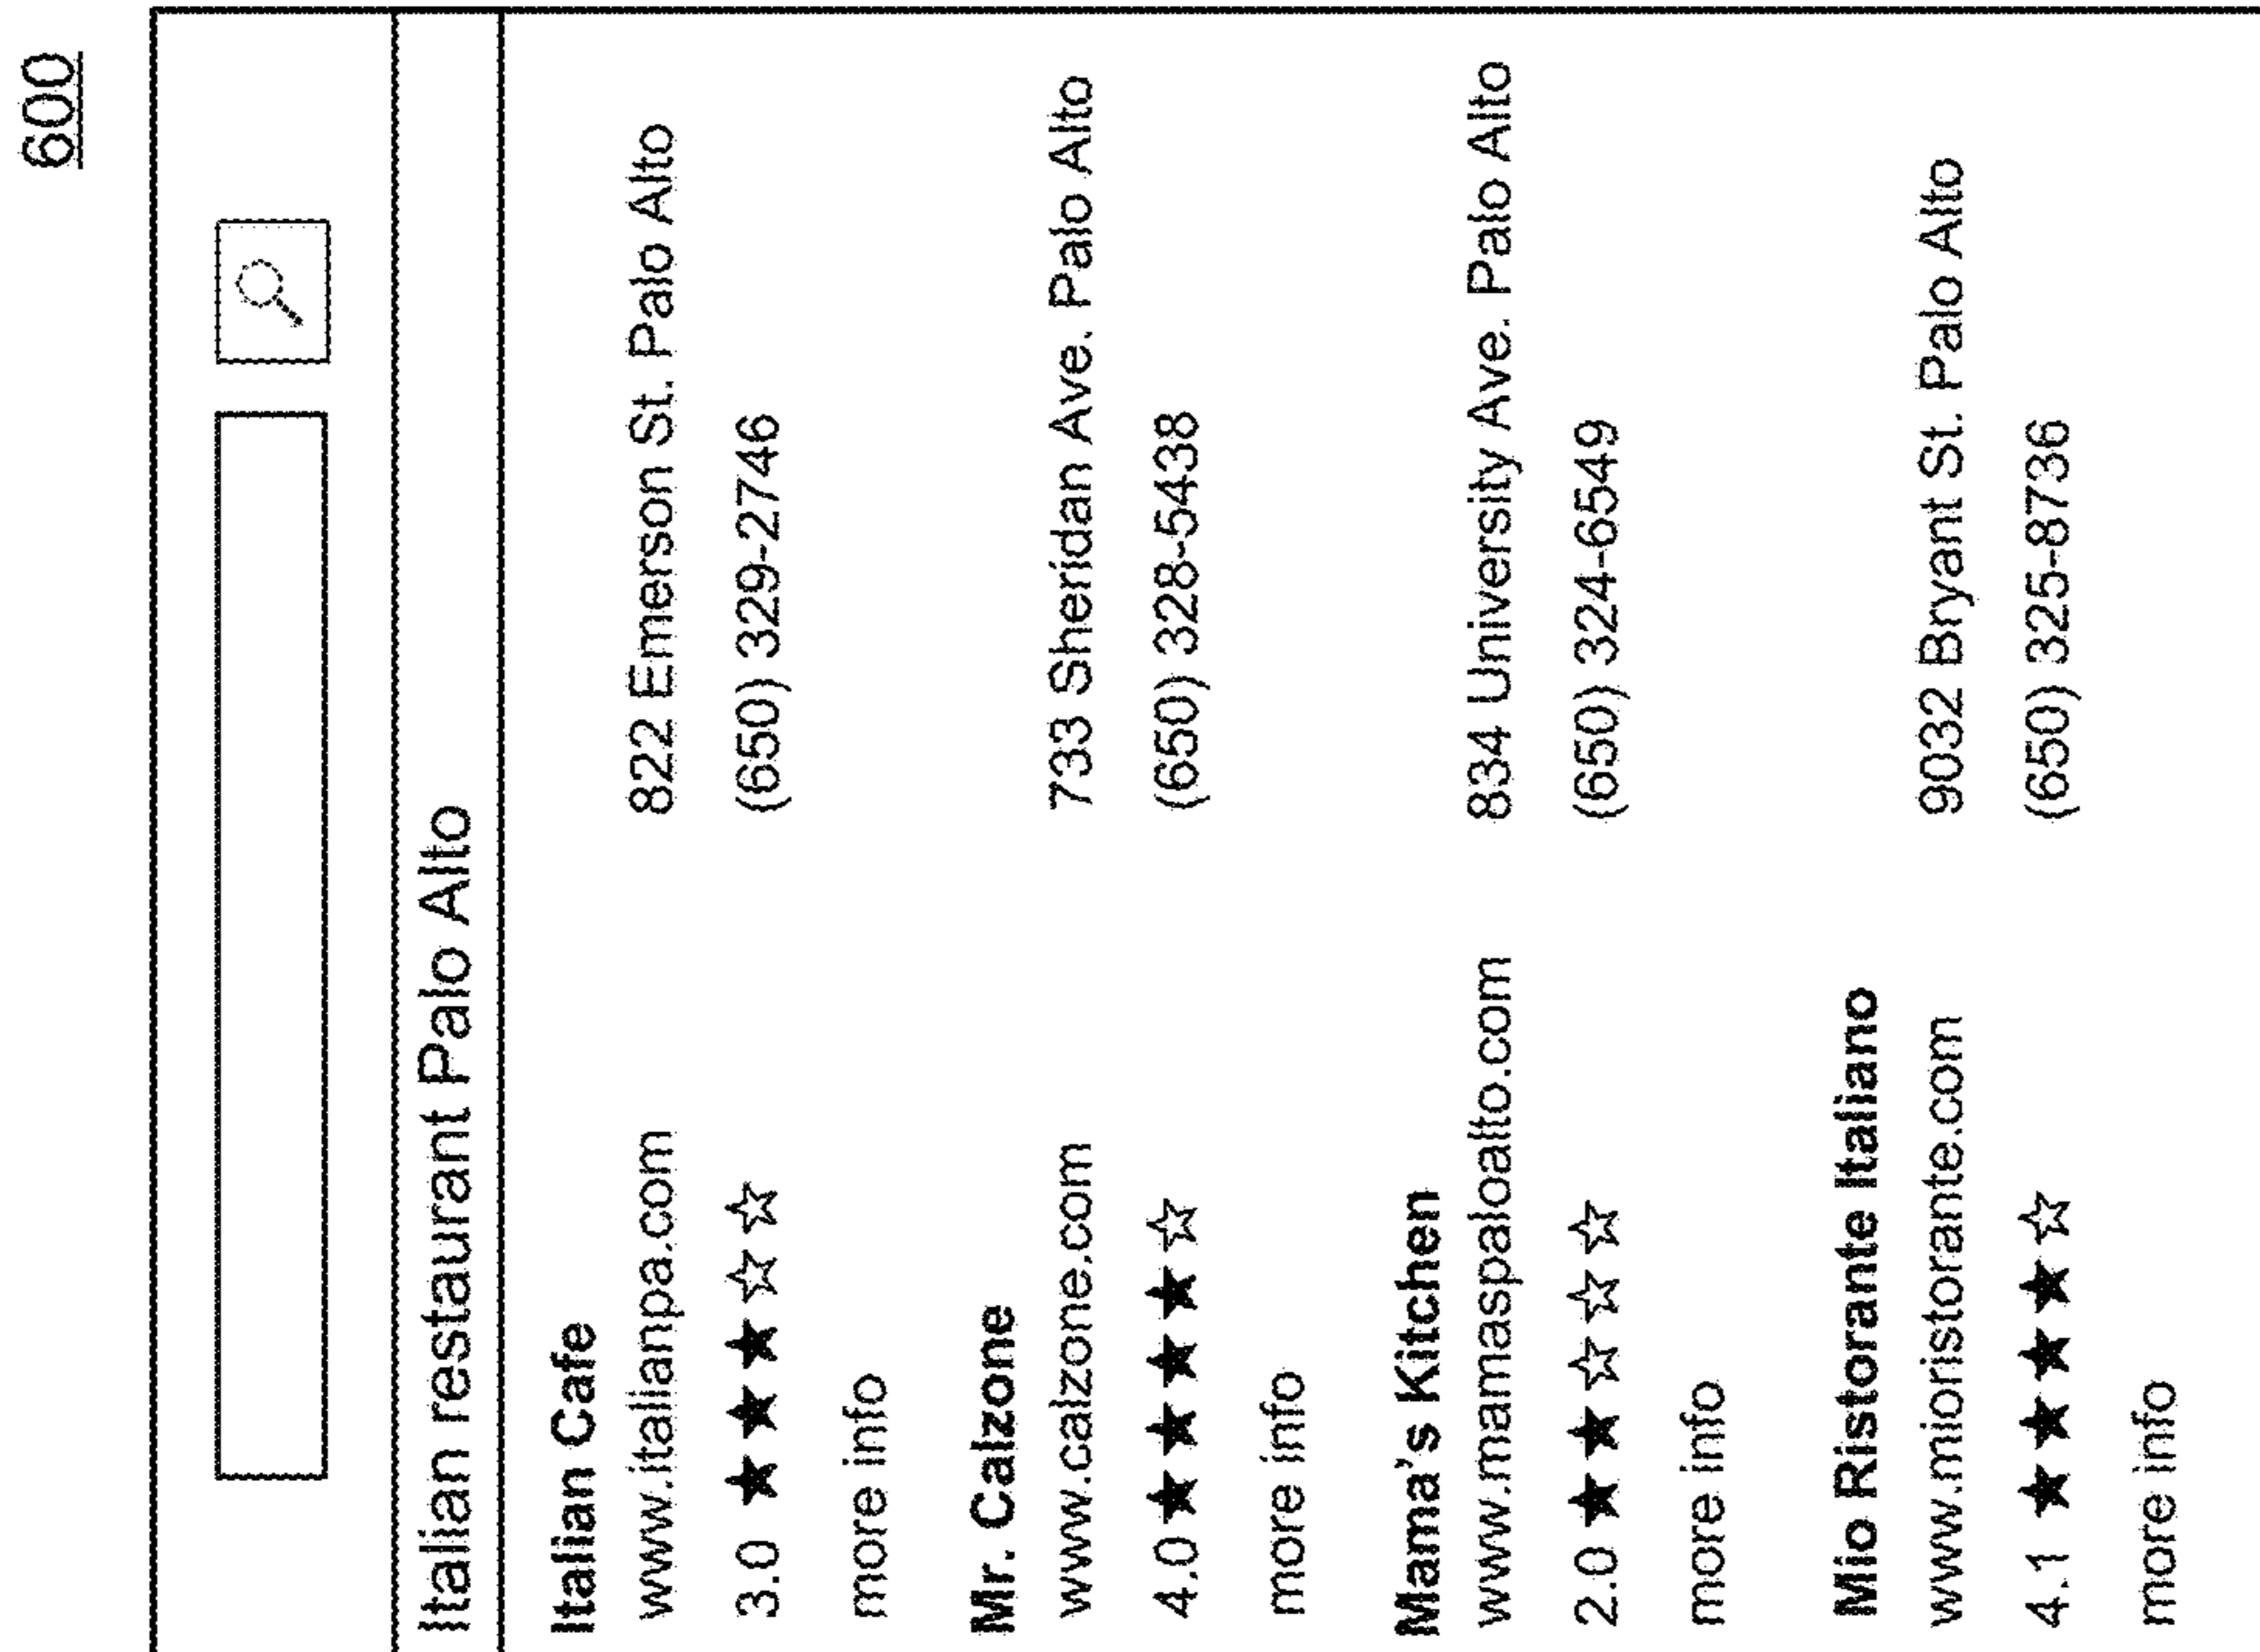 600
Italian restaurant Palo Alto
Italian Cafe
www.italianpa.com 822 Emerson St. Palo Alto
3.0 ★★★☆☆ (650) 329-2746
more info
Mr. Calzone
www.calzone.com 733 Sheridan Ave. Palo Alto
4.0 ★★★★☆ (650) 328-5438
more info
Mama's Kitchen
www.mamaspaloalto.com 834 University Ave. Palo Alto
2.0 ★★☆☆☆ (650) 324-6549
more info
Mio Ristorante Italiano
www.mioristorante.com 9032 Bryant St. Palo Alto
4.1 ★★★★☆ (650) 325-8736
more info